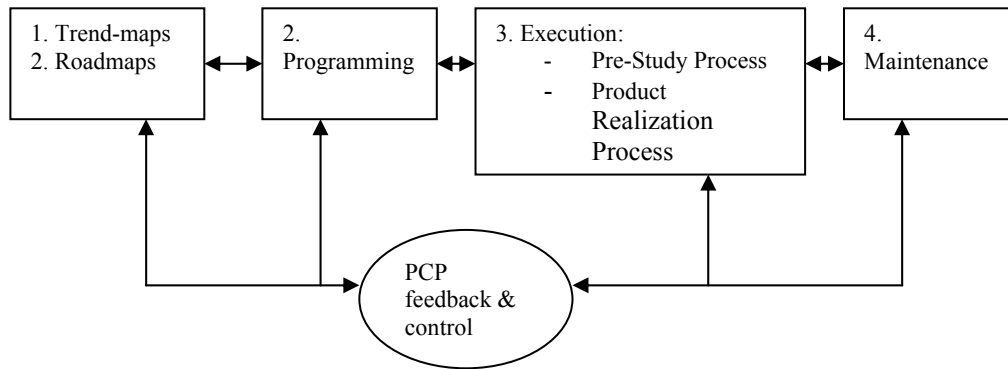 1. Trend-maps
2. Roadmaps
2.
Programming
3. Execution:
- Pre-Study Process
- Product
Realization
Process
4.
Maintenance
PCP
feedback &
control